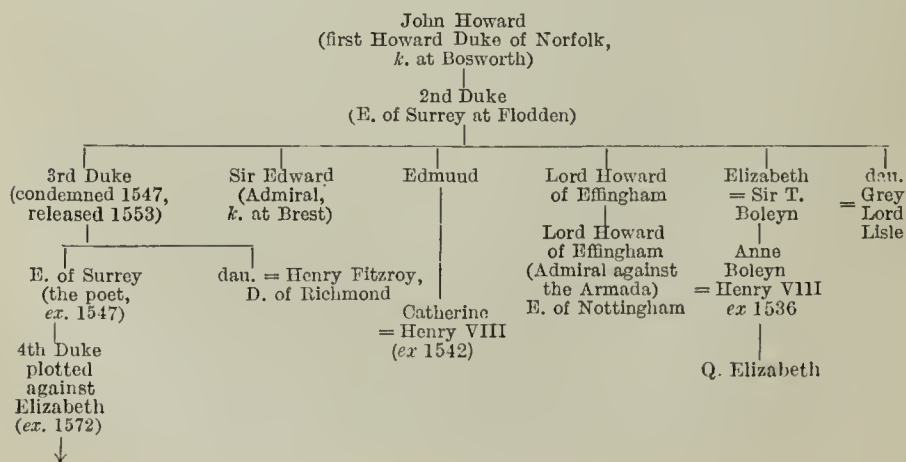 John Howard
(first Howard Duke of Norfolk,
k. at Bosworth)
2nd Duke
(E. of Surrey at Flodden)
3rd Duke
(condemned 1547,
released 1553)
Sir Edward
(Admiral,
k. at Brest)
Edmuud
Lord Howard
of Effingham
Elizabeth
= Sir T.
Boleyn
dau.
= Grey
Lord
Lisle
E. of Surrey
(the poet,
ex. 1547)
dau. = Henry Fitzroy,
D. of Richmond
Catherine
= Henry VIII
(ex 1542)
Lord Howard
of Effingham
(Admiral against
the Armada)
E. of Nottingham
Anne
Boleyn
= Henry VIII
ex 1536
4th Duke
plotted
against
Elizabeth
(ex. 1572)
Q. Elizabeth